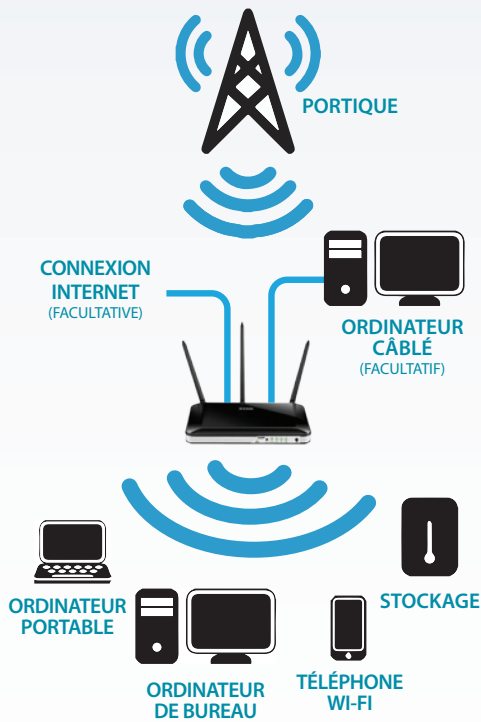 PORTIQUE
CONNEXION
INTERNET
(FACULTATIVE)
ORDINATEUR
CÂBLÉ
(FACULTATIF)
ORDINATEUR
PORTABLE
STOCKAGE
ORDINATEUR
DE BUREAU
TÉLÉPHONE
WI-FI